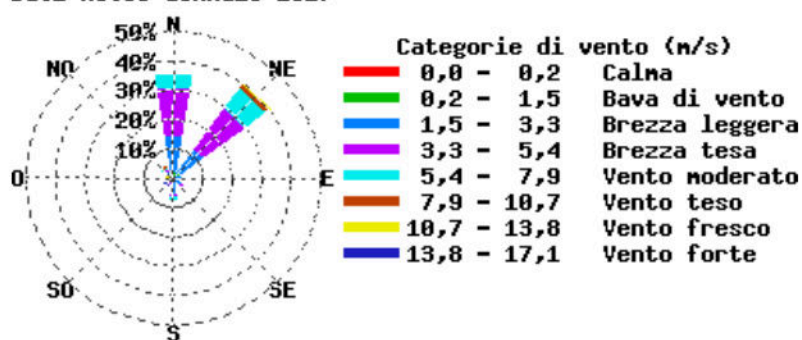 50%
N
40%
30%
20%
10%
NO
NE
O
E
SO
SE
S
Categorie di vento (m/s)
0,0 - 0,2 Calma
0,2 - 1,5 Bava di vento
1,5 - 3,3 Brezza leggera
3,3 - 5,4 Brezza tesa
5,4 - 7,9 Vento moderato
7,9 - 10,7 Vento teso
10,7 - 13,8 Vento fresco
13,8 - 17,1 Vento forte